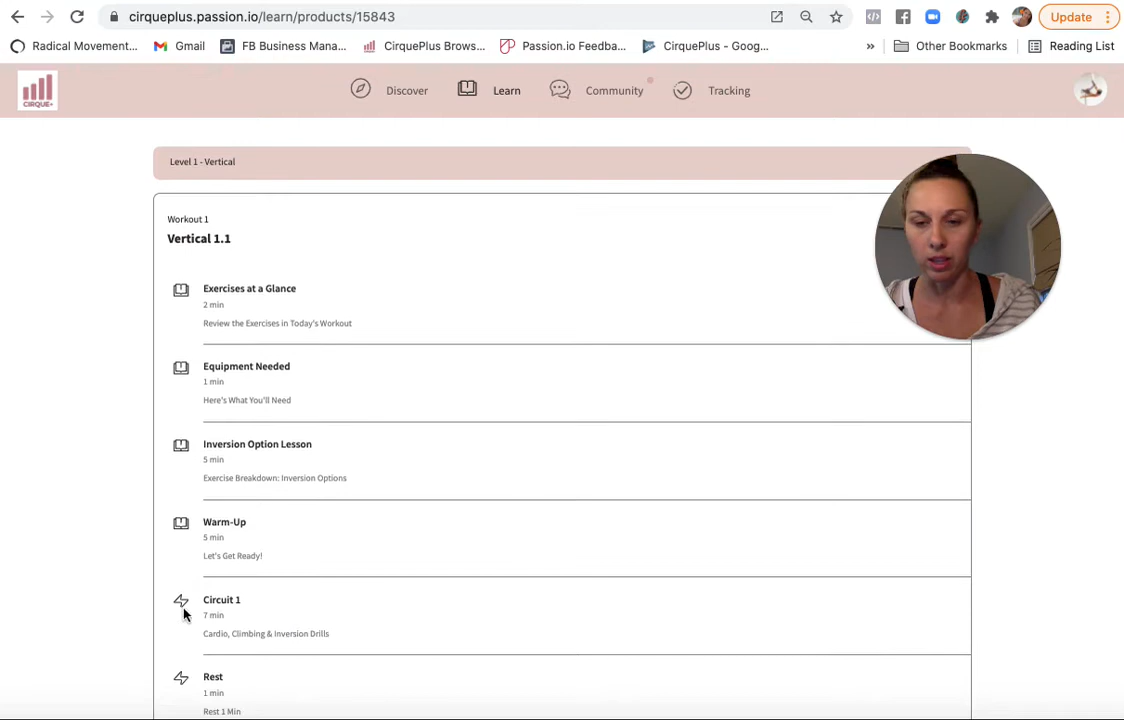 cirqueplus.passion.io/learn/products/15843
Update
Radical Movement...
Gmail
FB Business Mana...
CirquePlus Brows...
Passion.io Feedba...
CirquePlus - Goog...
»
Other Bookmarks
Reading List
CIRQUE+
Discover
Learn
Community
Tracking
Level 1 - Vertical
Workout 1
Vertical 1.1
Exercises at a Glance
2 min
Review the Exercises in Today's Workout
Equipment Needed
1 min
Here's What You'll Need
Inversion Option Lesson
5 min
Exercise Breakdown: Inversion Options
Warm-Up
5 min
Let's Get Ready!
Circuit 1
7 min
Cardio, Climbing & Inversion Drills
Rest
1 min
Rest 1 Min